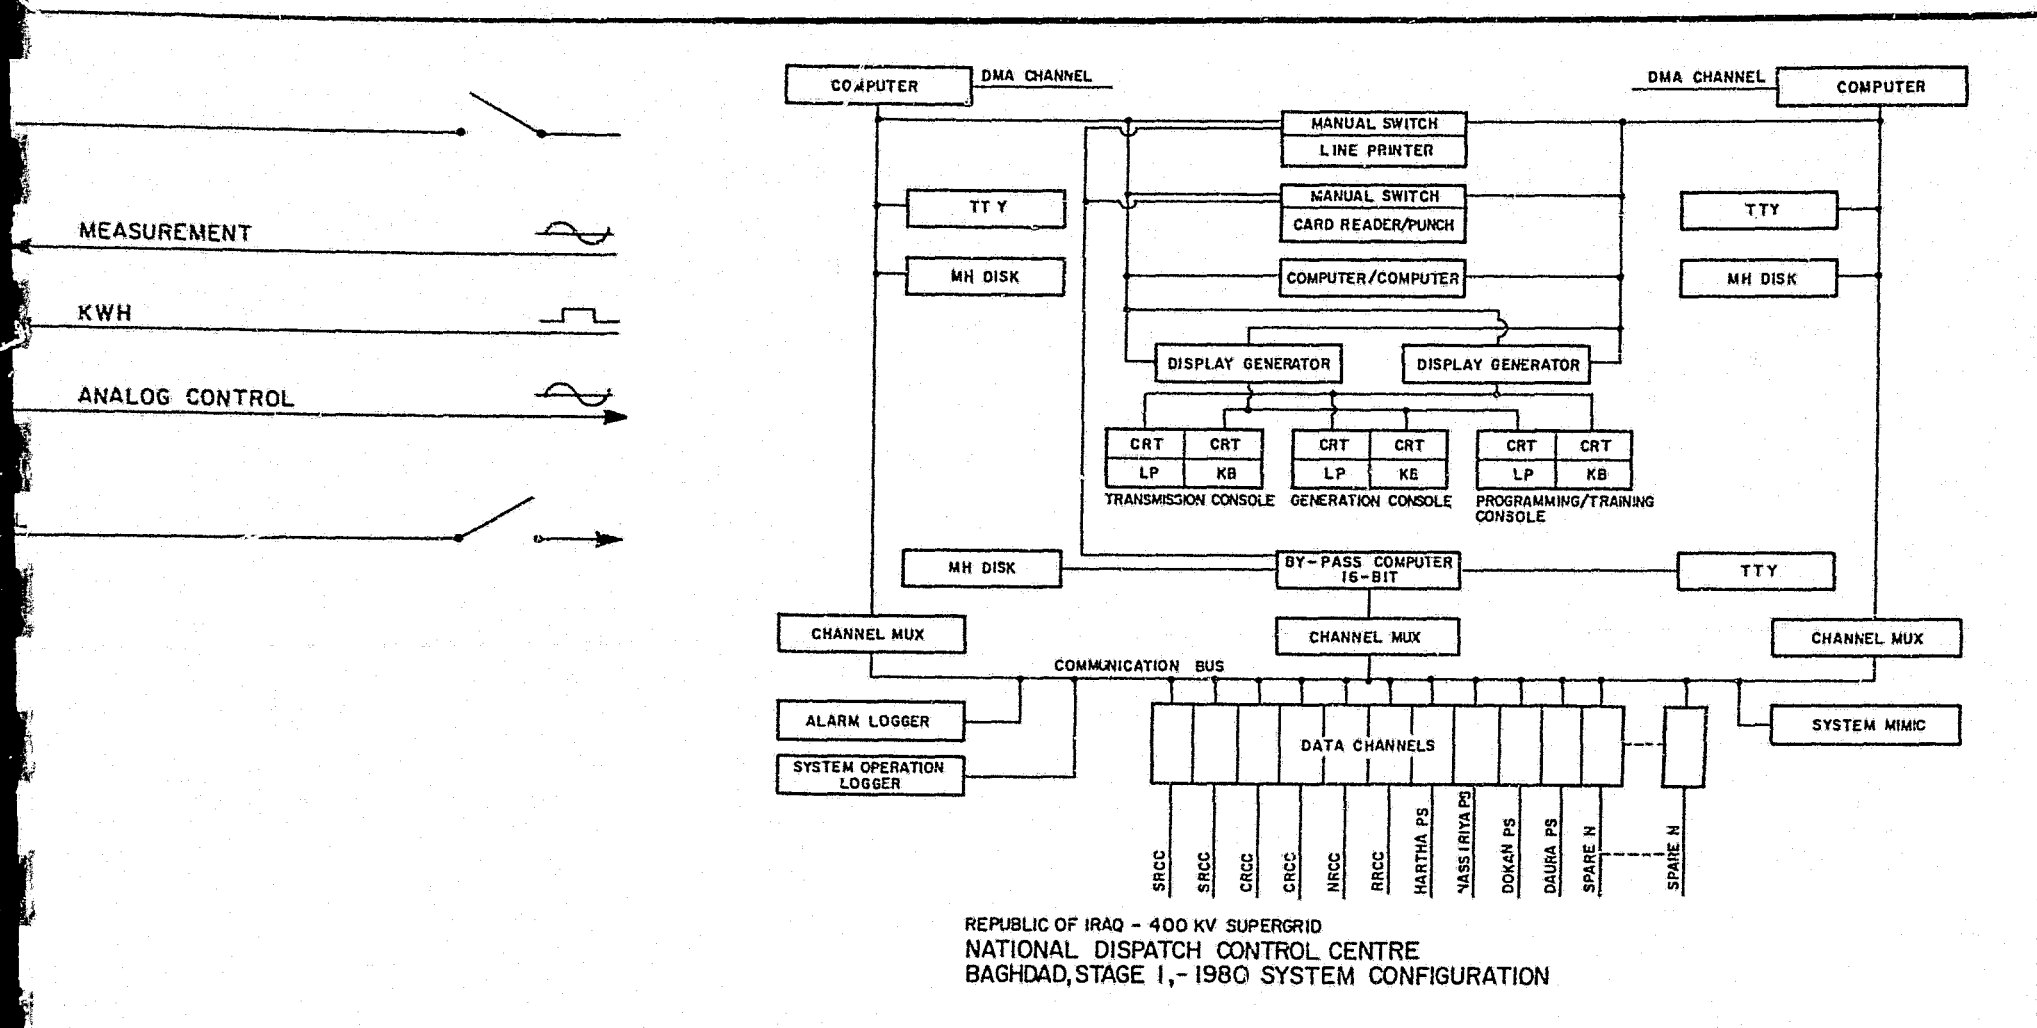 MEASUREMENT
KWH
ANALOG CONTROL
COMPUTER
DMA CHANNEL
DMA CHANNEL
COMPUTER
MANUAL SWITCH
LINE PRINTER
TTY
MANUAL SWITCH
CARD READER/PUNCH
TTY
MH DISK
COMPUTER/COMPUTER
MH DISK
DISPLAY GENERATOR
DISPLAY GENERATOR
CRT CRT
LP KB
TRANSMISSION CONSOLE
CRT CRT
LP KB
GENERATION CONSOLE
CRT CRT
LP KB
PROGRAMMING/TRAINING
CONSOLE
MH DISK
BY-PASS COMPUTER
16-BIT
TTY
CHANNEL MUX
CHANNEL MUX
CHANNEL MUX
COMMUNICATION BUS
ALARM LOGGER
DATA CHANNELS
SYSTEM MIMIC
SYSTEM OPERATION
LOGGER
SRCC
SRCC
CRCC
CRCC
NRCC
RRCC
HARTHA PS
NASSIRIYA PS
DOKAN PS
DAURA PS
SPARE N
SPARE N
REPUBLIC OF IRAQ - 400 KV SUPERGRID
NATIONAL DISPATCH CONTROL CENTRE
BAGHDAD, STAGE 1,- 1980 SYSTEM CONFIGURATION